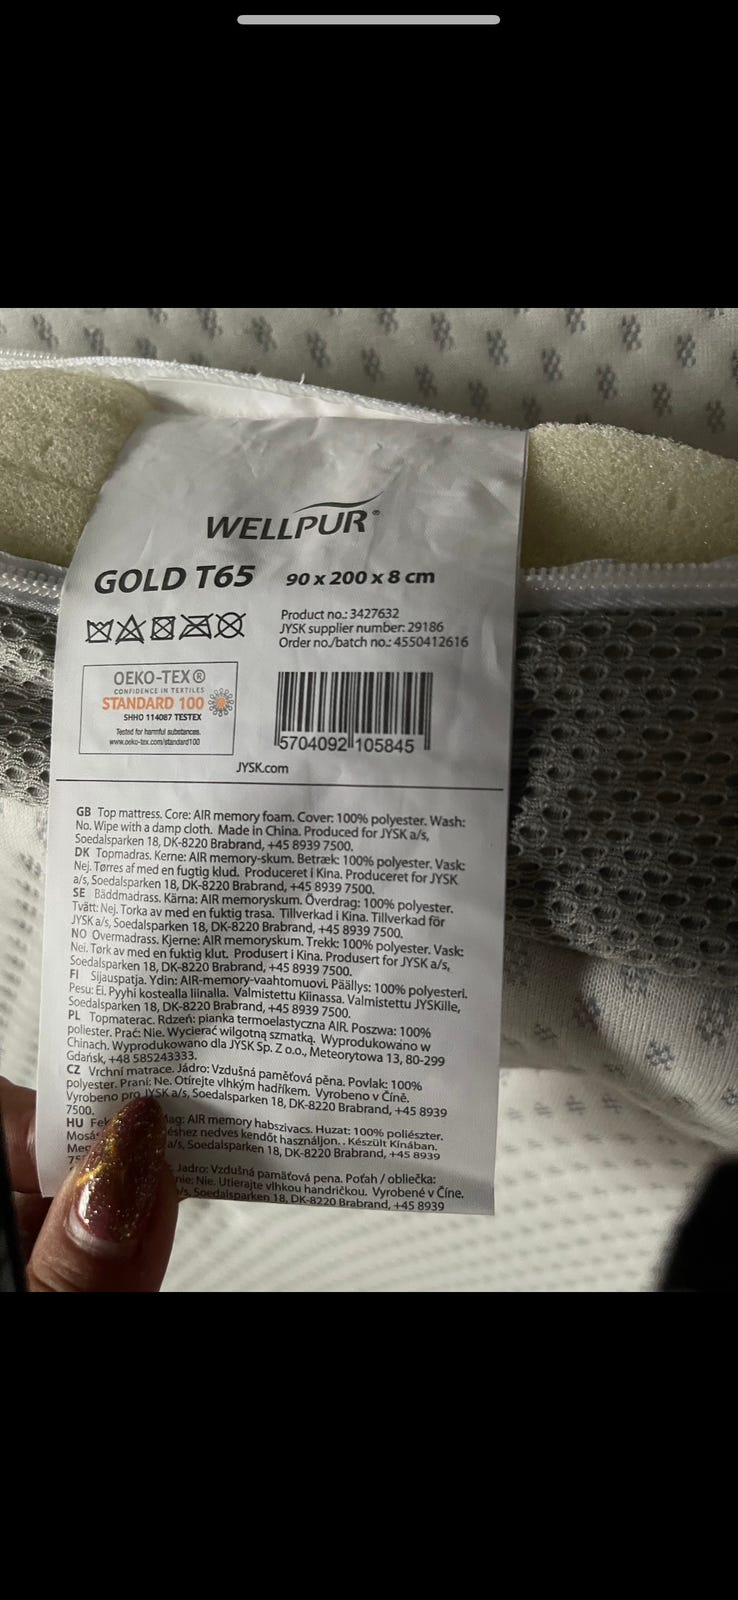 WELLPUR®
GOLD T65 90 x 200 x 8 cm
Product no.: 3427632
JYSK supplier number: 29186
Order no./batch no.: 4550412616
OEKO-TEX®
CONFIDENCE IN TEXTILES
STANDARD 100
SHHO 114087 TESTEX
Tested for harmful substances.
www.oeko-tex.com/standard100
5704092 105845
JYSK.com
GB Top mattress. Core: AIR memory foam. Cover: 100% polyester. Wash:
No. Wipe with a damp cloth. Made in China. Produced for JYSK a/s,
Soedalsparken 18, DK-8220 Brabrand, +45 8939 7500.
DK Topmadras. Kerne: AIR memory-skum. Betræk: 100% polyester. Vask:
Nej. Tørres af med en fugtig klud. Produceret i Kina. Produceret for JYSK
a/s, Soedalsparken 18, DK-8220 Brabrand, +45 8939 7500.
SE Bäddmadrass. Kärna: AIR memoryskum. Överdrag: 100% polyester.
Tvätt: Nej. Torka av med en fuktig trasa. Tillverkad i Kina. Tillverkad för
JYSK a/s, Soedalsparken 18, DK-8220 Brabrand, +45 8939 7500.
NO Overmadrass. Kjerne: AIR memoryskum. Trekk: 100% polyester. Vask:
Nei. Tørk av med en fuktig klut. Produsert i Kina. Produsert for JYSK a/s,
Soedalsparken 18, DK-8220 Brabrand, +45 8939 7500.
FI Sijauspatja. Ydin: AIR-memory-vaahtomuovi. Päällys: 100% polyesteri.
Pesu: Ei. Pyyhi kostealla liinalla. Valmistettu Kiinassa. Valmistettu JYSKille,
Soedalsparken 18, DK-8220 Brabrand, +45 8939 7500.
PL Topmaterac. Rdzeń: pianka termoelastyczna AIR. Poszwa: 100%
poliester. Prać: Nie. Wycierać wilgotną szmatką. Wyprodukowano w
Chinach. Wyprodukowano dla JYSK Sp. Z o.o., Meteorytowa 13, 80-299
Gdańsk, +48 585243333.
CZ Vrchní matrace. Jádro: Vzdušná paměťová pěna. Povlak: 100%
polyester. Praní: Ne. Otírejte vlhkým hadříkem. Vyrobeno v Číně.
Vyrobeno pro JYSK a/s, Soedalsparken 18, DK-8220 Brabrand, +45 8939
7500.
HU AIR memory habszivacs. Huzat: 100% poliészter.
nedves kendőt használjon. . Készült Kínában.
a/s, Soedalsparken 18, DK-8220 Brabrand, +45 8939
Jadro: Vzdušná pamäťová pena. Poťah / obliečka:
Nie. Utierajte vlhkou handričkou. Vyrobené v Číne.
Soedalsparken 18, DK-8220 Brabrand, +45 8939